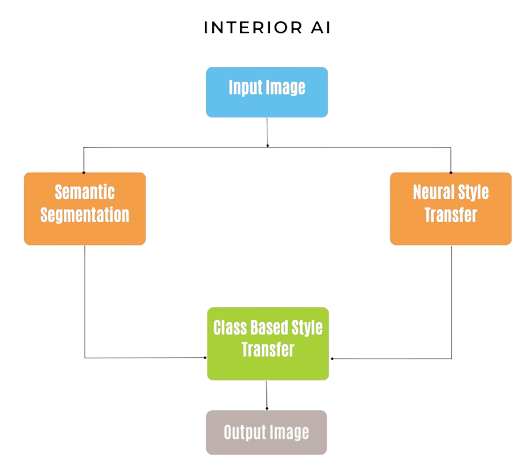 INTERIOR AI
Input Image
Semantic
Segmentation
Neural Style
Transfer
Class Based Style
Transfer
Output Image